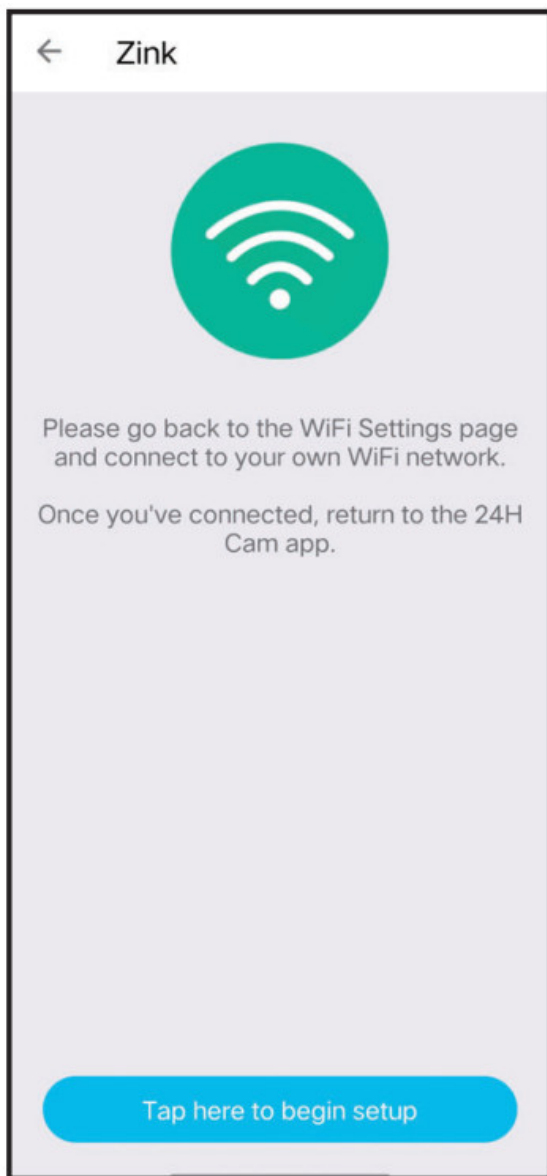 Zink
Please go back to the WiFi Settings page
and connect to your own WiFi network.
Once you've connected, return to the 24H
Cam app.
Tap here to begin setup